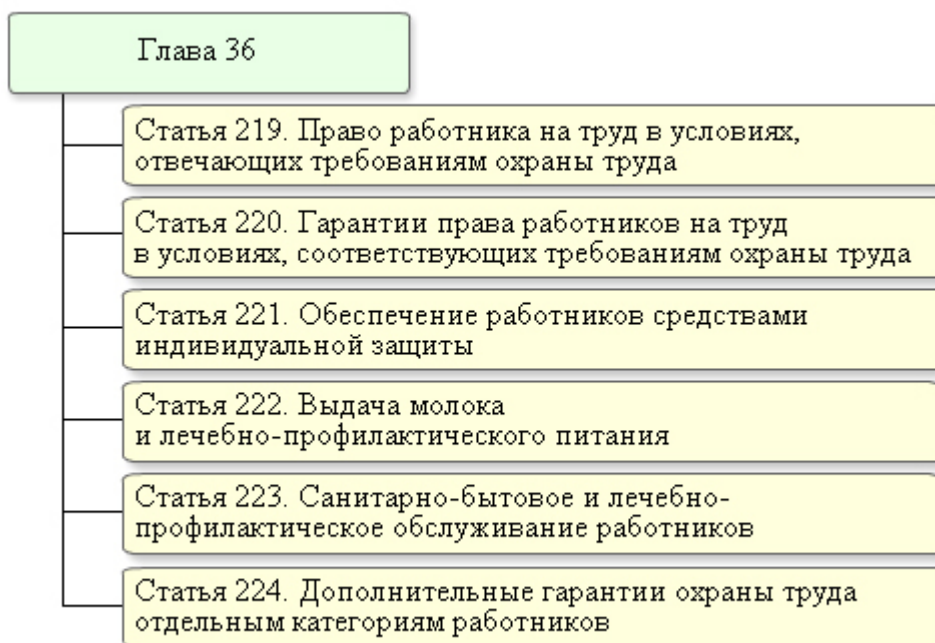 Глава 36
Статья 219. Право работника на труд в условиях,
отвечающих требованиям охраны труда
Статья 220. Гарантии права работников на труд
в условиях, соответствующих требованиям охраны труда
Статья 221. Обеспечение работников средствами
индивидуальной защиты
Статья 222. Выдача молока
и лечебно-профилактического питания
Статья 223. Санитарно-бытовое и лечебно-
профилактическое обслуживание работников
Статья 224. Дополнительные гарантии охраны труда
отдельным категориям работников